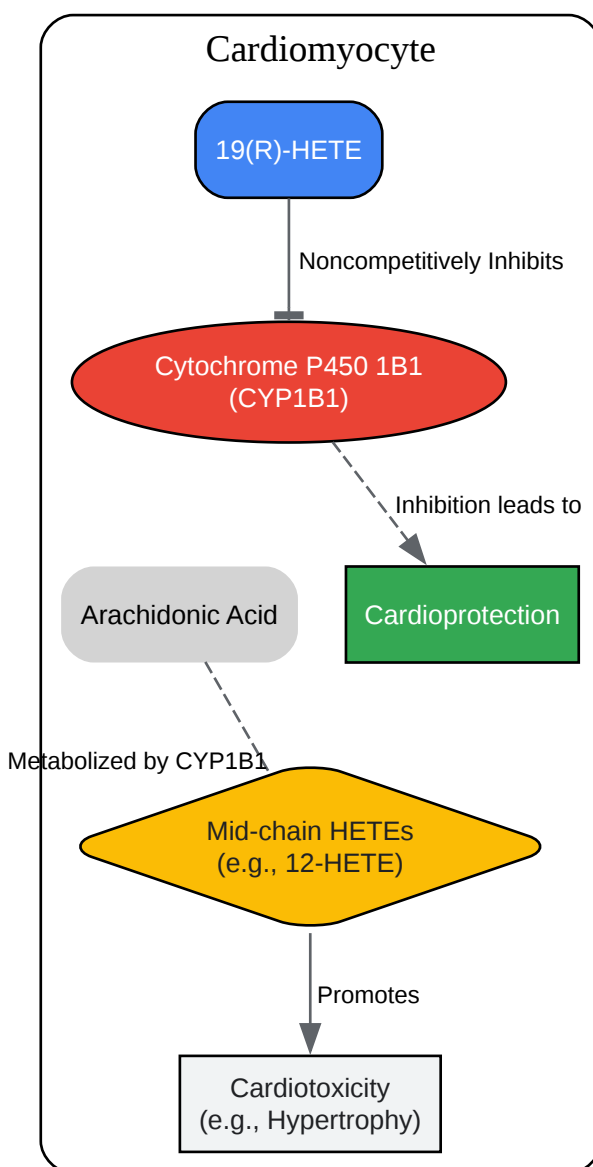 Cardiomyocyte
19(R)-HETE
Noncompetitively Inhibits
Cytochrome P450 1B1
(CYP1B1)
Inhibition leads to
Arachidonic Acid
Cardioprotection
Metabolized by CYP1B1
Mid-chain HETEs
(e.g., 12-HETE)
Promotes
Cardiotoxicity
(e.g., Hypertrophy)